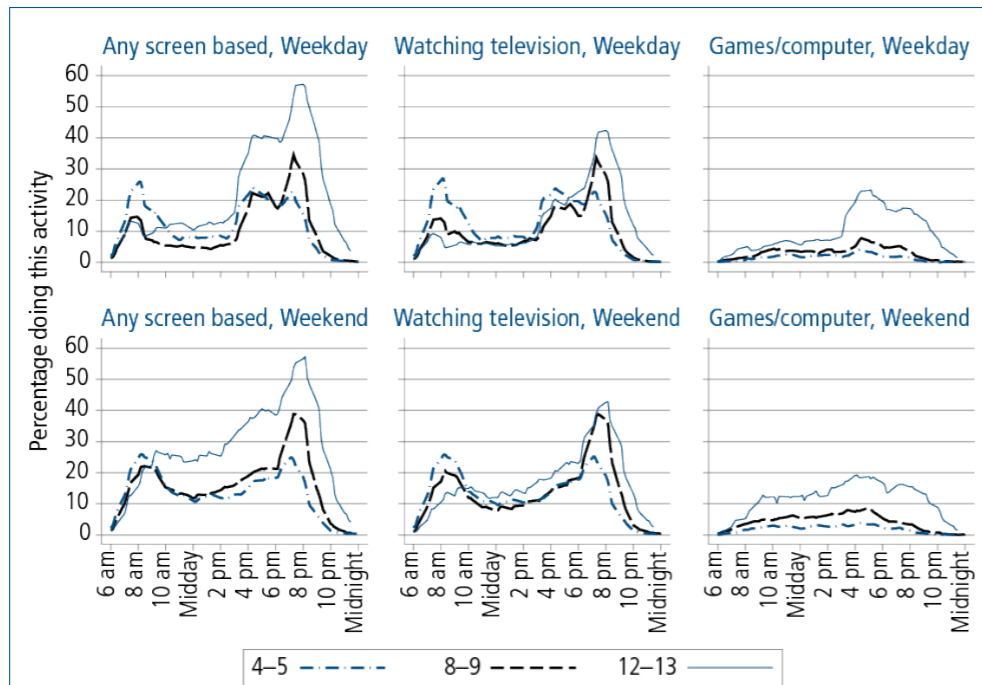 Any screen based, Weekday
Watching television, Weekday
Games/computer, Weekday
60
50
40
30
20
10
0
Percentage doing this activity
Any screen based, Weekend
Watching television, Weekend
Games/computer, Weekend
60
50
40
30
20
10
0
6 am
8 am
10 am
Midday
2 pm
4 pm
6 pm
8 pm
10 pm
Midnight
6 am
8 am
10 am
Midday
2 pm
4 pm
6 pm
8 pm
10 pm
Midnight
6 am
8 am
10 am
Midday
2 pm
4 pm
6 pm
8 pm
10 pm
Midnight
4–5
8–9
12–13